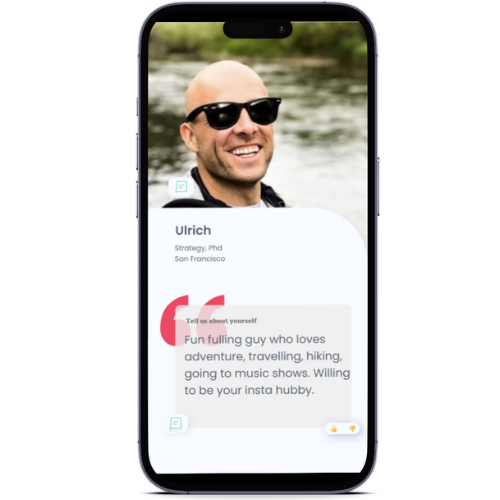 Ulrich
Strategy, Phd
San Francisco
Tell us about yourself
Fun fulling guy who loves
adventure, travelling, hiking,
going to music shows. Willing
to be your insta hubby.